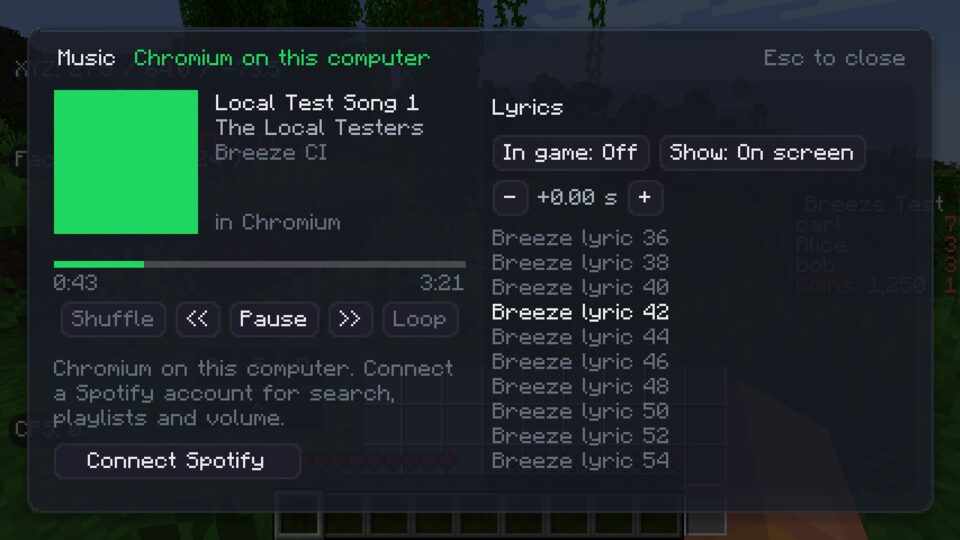 Music Chromium on this computer
Esc to close
Local Test Song 1
The Local Testers
Breeze CI
in Chromium
0:43
3:21
Shuffle << Pause >> Loop
Chromium on this computer. Connect
a Spotify account for search,
playlists and volume.
Connect Spotify
Lyrics
In game: Off
Show: On screen
- +0.00 s +
Breeze lyric 36
Breeze lyric 38
Breeze lyric 40
Breeze lyric 42
Breeze lyric 44
Breeze lyric 46
Breeze lyric 48
Breeze lyric 50
Breeze lyric 52
Breeze lyric 54
Breeze Test
carl
Alice
bob
Coins: 1,250